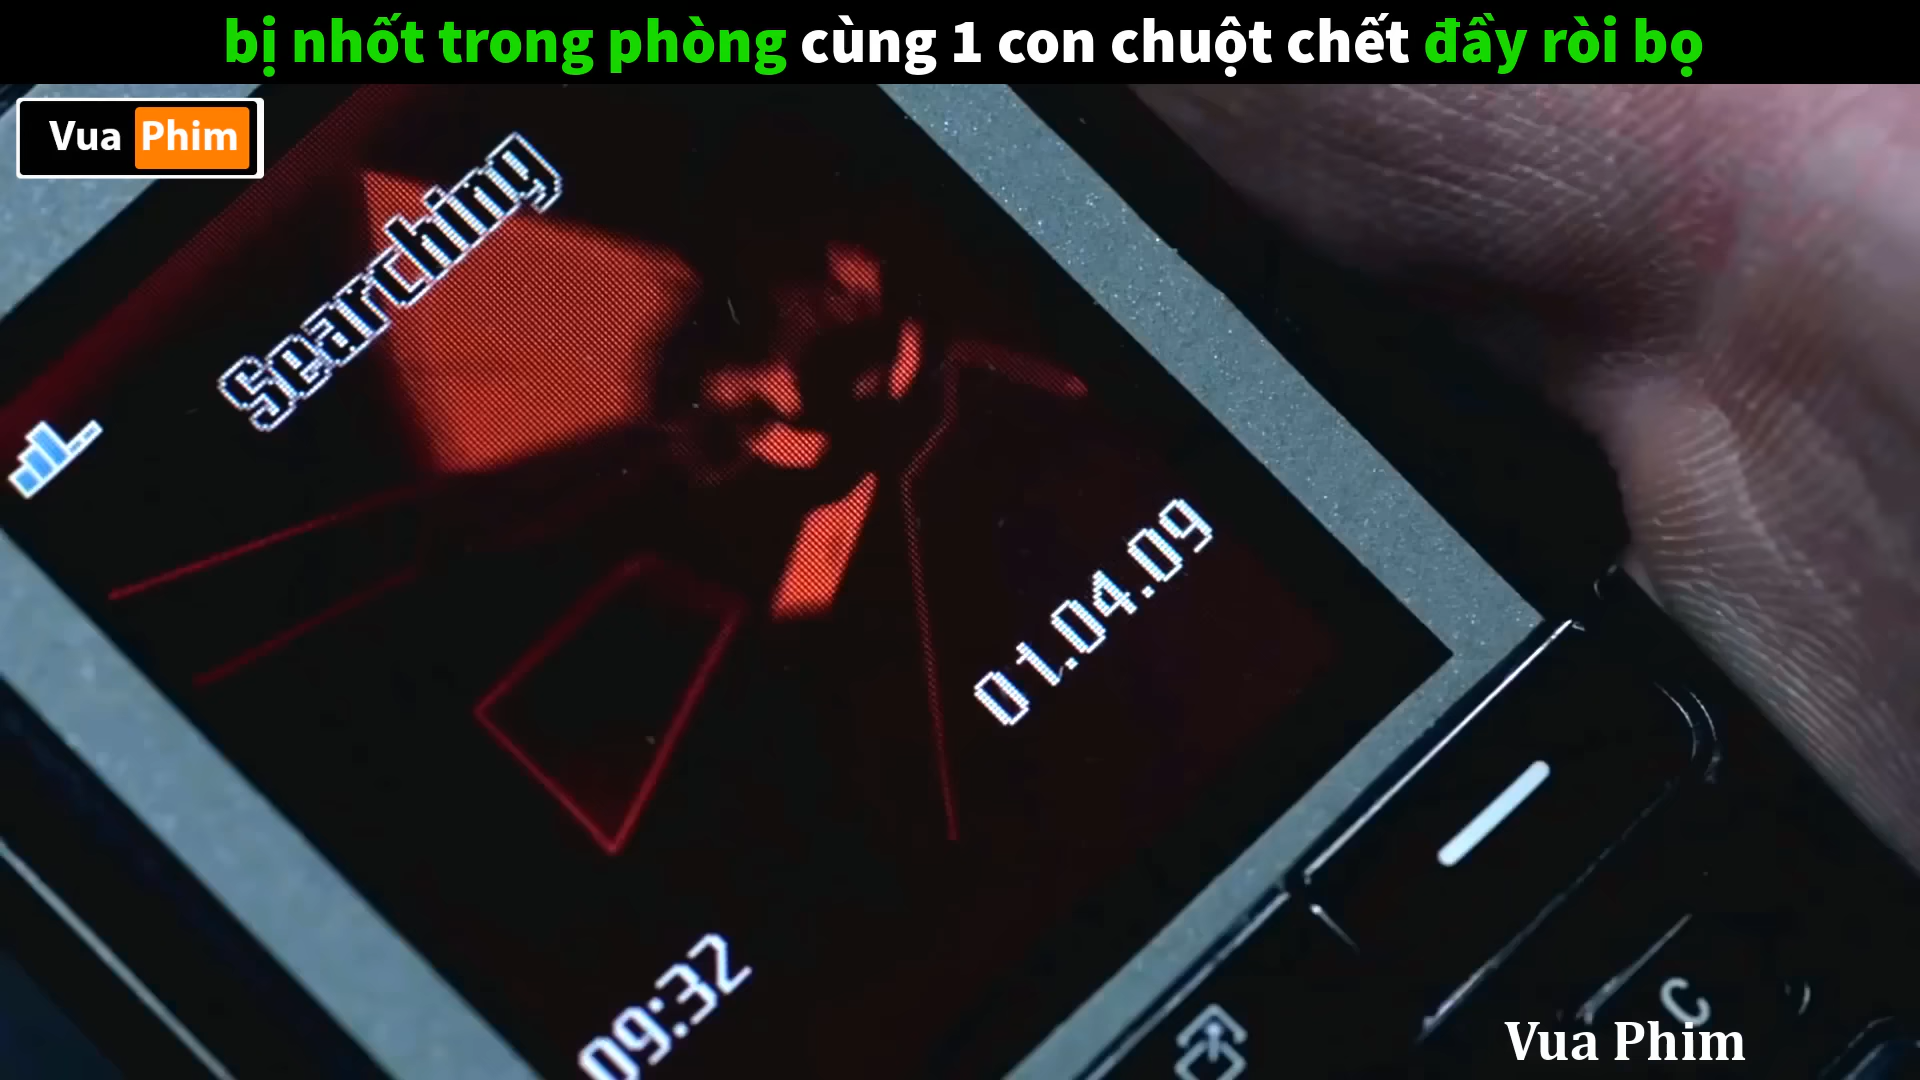 bị nhốt trong phòng cùng 1 con chuột chết đầy ròi bọ
Vua Phim
Searching
01.04.09
09:32
C
Vua Phim